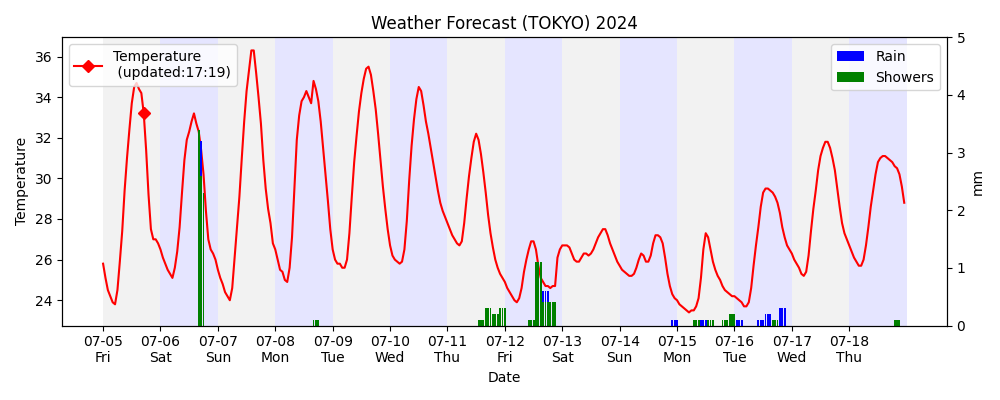 Weather Forecast (TOKYO) 2024
Temperature
(updated:17:19)
Rain
Showers
36
34
32
30
28
26
24
Temperature
5
4
3
2
1
0
mm
07-05 07-06 07-07 07-08 07-09 07-10 07-11 07-12 07-13 07-14 07-15 07-16 07-17 07-18
Fri Sat Sun Mon Tue Wed Thu Fri Sat Sun Mon Tue Wed Thu
Date